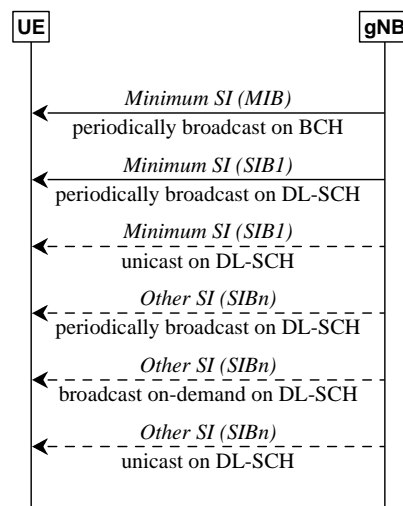 UE
gNB
Minimum SI (MIB)
periodically broadcast on BCH
Minimum SI (SIB1)
periodically broadcast on DL-SCH
Minimum SI (SIB1)
unicast on DL-SCH
Other SI (SIBn)
periodically broadcast on DL-SCH
Other SI (SIBn)
broadcast on-demand on DL-SCH
Other SI (SIBn)
unicast on DL-SCH